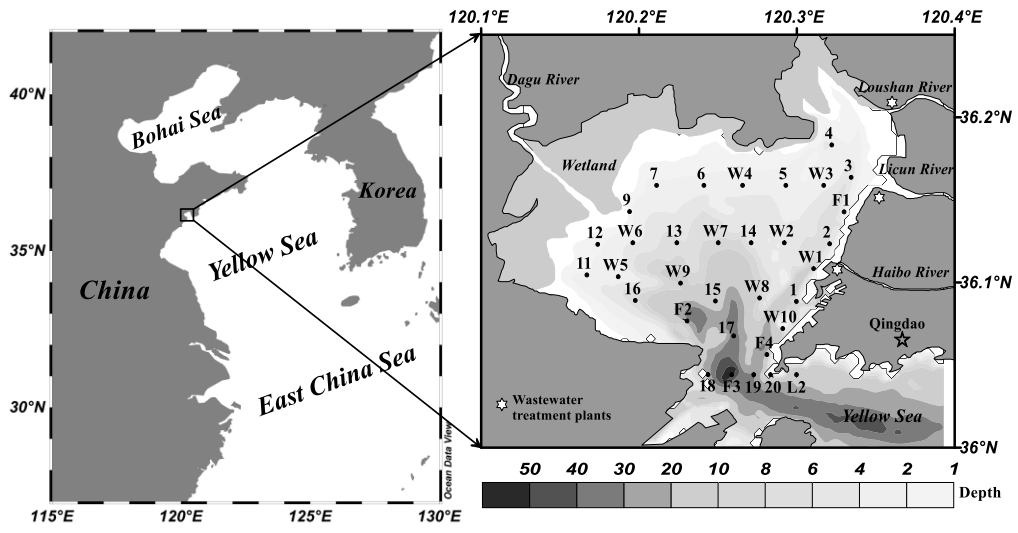 120.1°E 120.2°E 120.3°E 120.4°E
40°N
35°N
30°N
115°E 120°E 125°E 130°E
Bohai Sea
Korea
Yellow Sea
China
East China Sea
Ocean Data View
Dagu River
Loushan River
36.2°N
4
Wetland
3
Licun River
7 6 W4 5 W3
9
F1
12 W6 13 W7 14 W2 2
11 W5 W9 W1
Haibo River
36.1°N
16 15 W8 1
F2 W10
Qingdao
17 F4
18 F3 19 20 L2
Wastewater
treatment plants
Yellow Sea
36°N
50 40 30 20 10 8 6 4 2 1
Depth